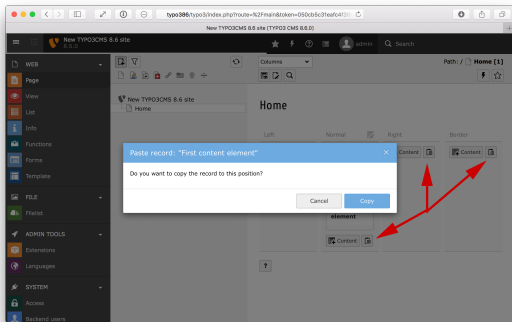 typo386/typo3/index.php?route=%2Fmain&token=050cb5c31eafc4f39
New TYPO3CMS 8.6 site [TYPO3 CMS 8.6.0]
New TYPO3CMS 8.6 site
8.6.0
admin
Search
WEB
Page
View
List
Info
Functions
Forms
Template
FILE
Filelist
ADMIN TOOLS
Extensions
Languages
SYSTEM
Access
Backend users
New TYPO3CMS 8.6 site
Home
Columns
Path: / Home [1]
Home
Left
Normal
Right
Border
Content
Content
Paste record: "First content element"
Do you want to copy the record to this position?
Cancel
Copy
element
Content